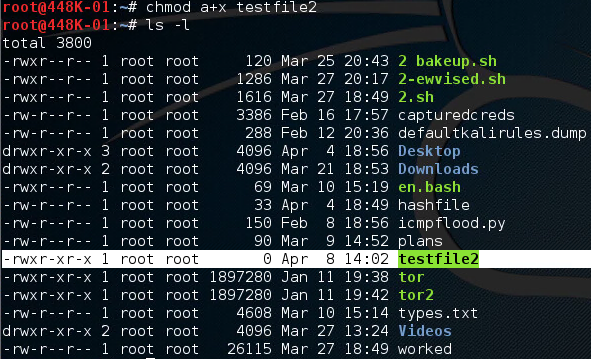 root@448K-01:~# chmod a+x testfile2
root@448K-01:~# ls -l
total 3800
-rwxr--r-- 1 root root     120 Mar 25 20:43 2 bakeup.sh
-rwxr--r-- 1 root root    1286 Mar 27 20:17 2-ewvised.sh
-rwxr--r-- 1 root root    1616 Mar 27 18:49 2.sh
-rw-r--r-- 1 root root    3386 Feb 16 17:57 capturedcreds
-rw-r--r-- 1 root root     288 Feb 12 20:36 defaultkalirules.dump
drwxr-xr-x 3 root root    4096 Apr  4 18:56 Desktop
drwxr-xr-x 2 root root    4096 Mar 21 18:53 Downloads
-rwxr--r-- 1 root root      69 Mar 10 15:19 en.bash
-rw-r--r-- 1 root root      33 Apr  4 18:49 hashfile
-rw-r--r-- 1 root root     150 Feb  8 18:56 icmpflood.py
-rw-r--r-- 1 root root      90 Mar  9 14:52 plans
-rwxr-xr-x 1 root root       0 Apr  8 14:02 testfile2
-rwxr-xr-x 1 root root 1897280 Jan 11 19:38 tor
-rwxr-xr-x 1 root root 1897280 Jan 11 19:42 tor2
-rw-r--r-- 1 root root    4608 Mar 10 15:14 types.txt
drwxr-xr-x 2 root root    4096 Mar 27 13:24 Videos
-rw-r--r-- 1 root root   26115 Mar 27 18:49 worked